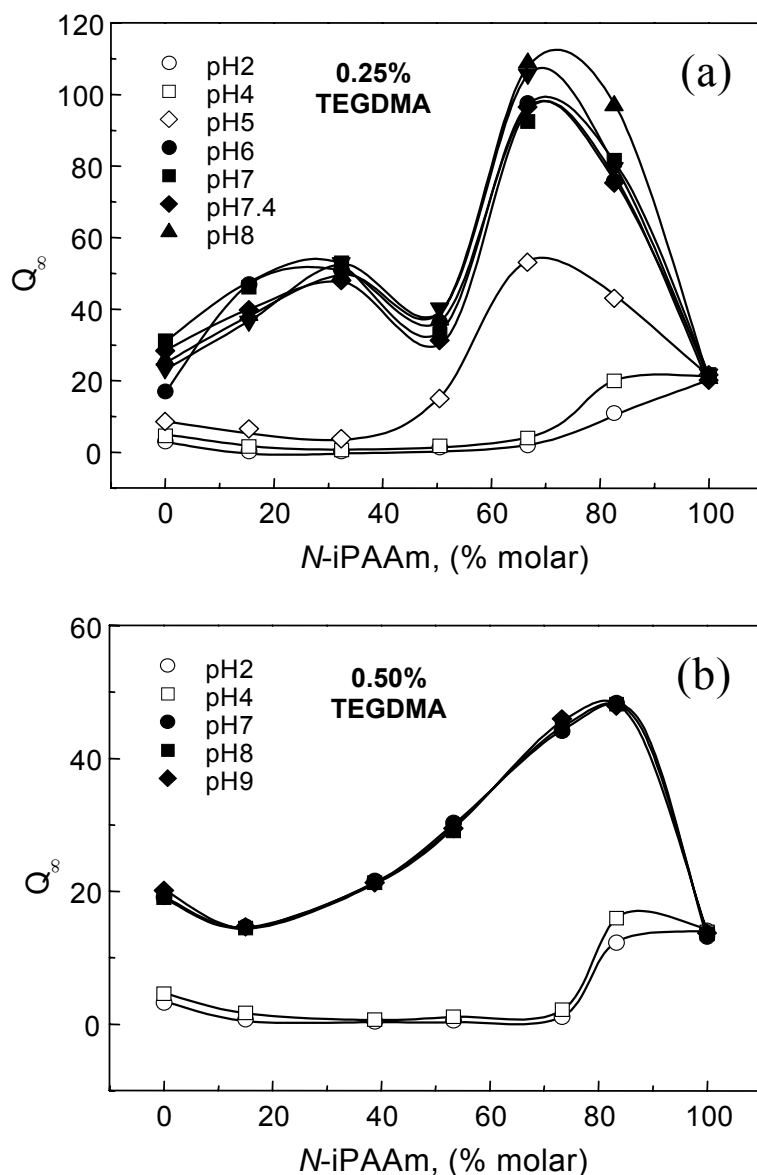 120
100
80
60
40
20
0
Q∞
pH2
pH4
pH5
pH6
pH7
pH7.4
pH8
0.25%
TEGDMA
(a)
0 20 40 60 80 100
N-iPAAm, (% molar)
60
40
20
0
Q∞
pH2
pH4
pH7
pH8
pH9
0.50%
TEGDMA
(b)
0 20 40 60 80 100
N-iPAAm, (% molar)